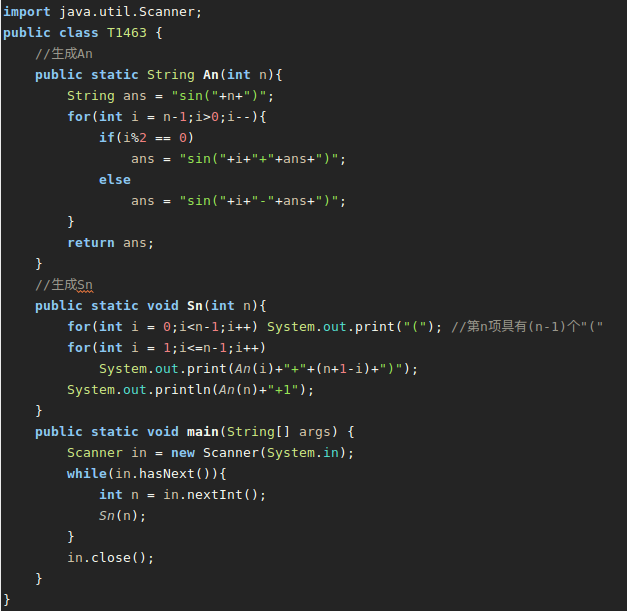 import java.util.Scanner;
public class T1463 {
    //生成An
    public static String An(int n){
        String ans = "sin("+n+")";
        for(int i = n-1;i>0;i--){
            if(i%2 == 0)
                ans = "sin("+i+"+"+ans+")";
            else
                ans = "sin("+i+"-"+ans+")";
        }
        return ans;
    }
    //生成Sn
    public static void Sn(int n){
        for(int i = 0;i<n-1;i++) System.out.print("("); //第n项具有(n-1)个"("
        for(int i = 1;i<=n-1;i++)
            System.out.print(An(i)+"+"+(n+1-i)+")");
        System.out.println(An(n)+"+1");
    }
    public static void main(String[] args) {
        Scanner in = new Scanner(System.in);
        while(in.hasNext()){
            int n = in.nextInt();
            Sn(n);
        }
        in.close();
    }
}